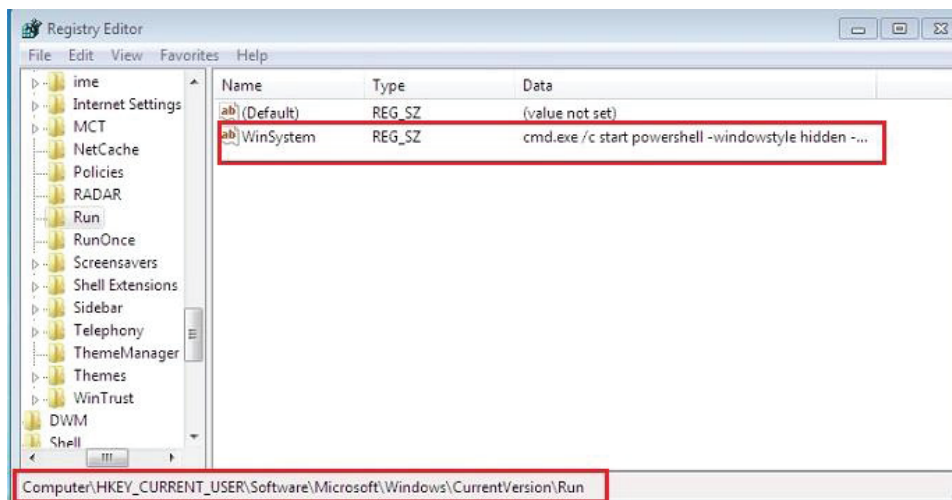 Registry Editor
File Edit View Favorites Help
ime
Internet Settings
MCT
NetCache
Policies
RADAR
Run
RunOnce
Screensavers
Shell Extensions
Sidebar
Telephony
ThemeManager
Themes
WinTrust
DWM
Shell
Name Type Data
ab (Default) REG_SZ (value not set)
ab WinSystem REG_SZ cmd.exe /c start powershell -windowstyle hidden -...
Computer\HKEY_CURRENT_USER\Software\Microsoft\Windows\CurrentVersion\Run